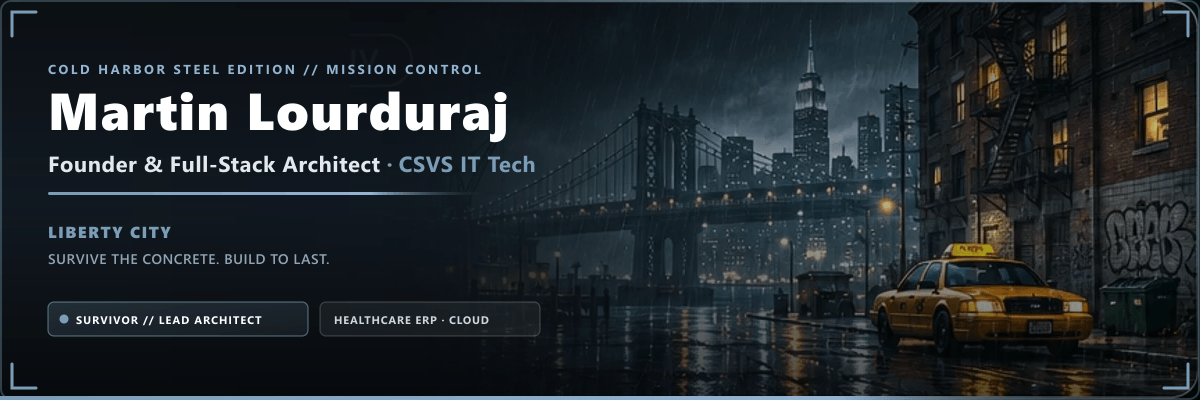 COLD HARBOR STEEL EDITION // MISSION CONTROL
Martin Lourduraj
Founder & Full-Stack Architect · CSVS IT Tech
LIBERTY CITY
SURVIVE THE CONCRETE. BUILD TO LAST.
SURVIVOR // LEAD ARCHITECT
HEALTHCARE ERP · CLOUD